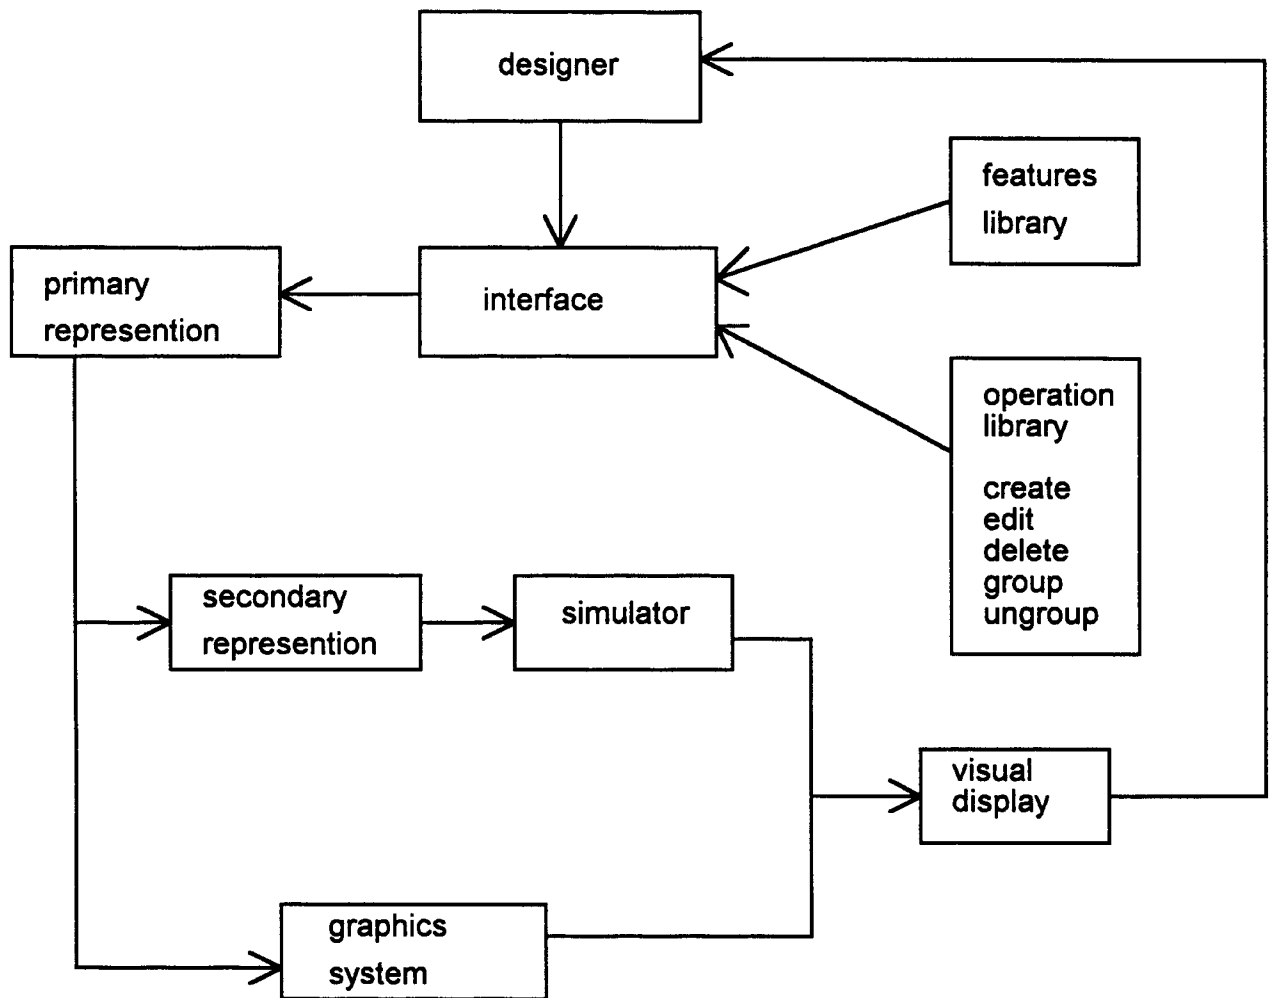 designer
features
library
primary
represention
interface
operation
library
create
edit
delete
group
ungroup
secondary
represention
simulator
visual
display
graphics
system